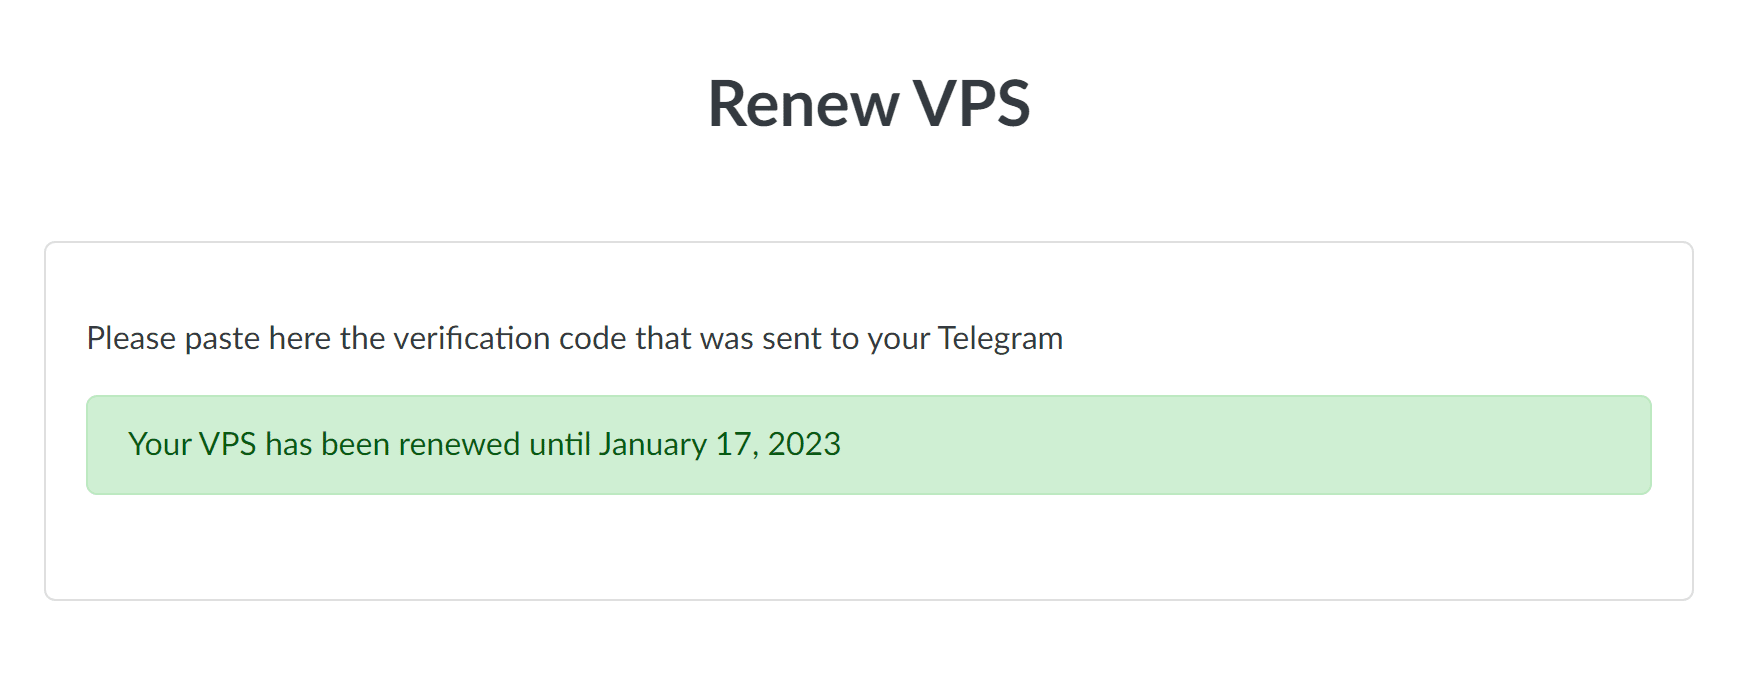 Renew VPS
Please paste here the verification code that was sent to your Telegram
Your VPS has been renewed until January 17, 2023